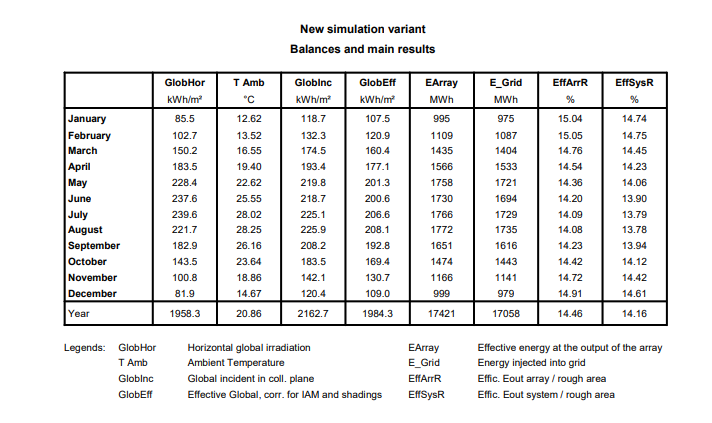 New simulation variant
Balances and main results
GlobHor T Amb GlobInc GlobEff EArray E_Grid EffArrR EffSysR
kWh/m² °C kWh/m² kWh/m² MWh MWh % %
January 85.5 12.62 118.7 107.5 995 975 15.04 14.74
February 102.7 13.52 132.3 120.9 1109 1087 15.05 14.75
March 150.2 16.55 174.5 160.4 1435 1404 14.76 14.45
April 183.5 19.40 193.4 177.1 1566 1533 14.54 14.23
May 228.4 22.62 219.8 201.3 1758 1721 14.36 14.06
June 237.6 25.55 218.7 200.6 1730 1694 14.20 13.90
July 239.6 28.02 225.1 206.6 1766 1729 14.09 13.79
August 221.7 28.25 225.9 208.1 1772 1735 14.08 13.78
September 182.9 26.16 208.2 192.8 1651 1616 14.23 13.94
October 143.5 23.64 183.5 169.4 1474 1443 14.42 14.12
November 100.8 18.86 142.1 130.7 1166 1141 14.72 14.42
December 81.9 14.67 120.4 109.0 999 979 14.91 14.61
Year 1958.3 20.86 2162.7 1984.3 17421 17058 14.46 14.16
Legends: GlobHor Horizontal global irradiation EArray Effective energy at the output of the array
T Amb Ambient Temperature E_Grid Energy injected into grid
GlobInc Global incident in coll. plane EffArrR Effic. Eout array / rough area
GlobEff Effective Global, corr. for IAM and shadings EffSysR Effic. Eout system / rough area